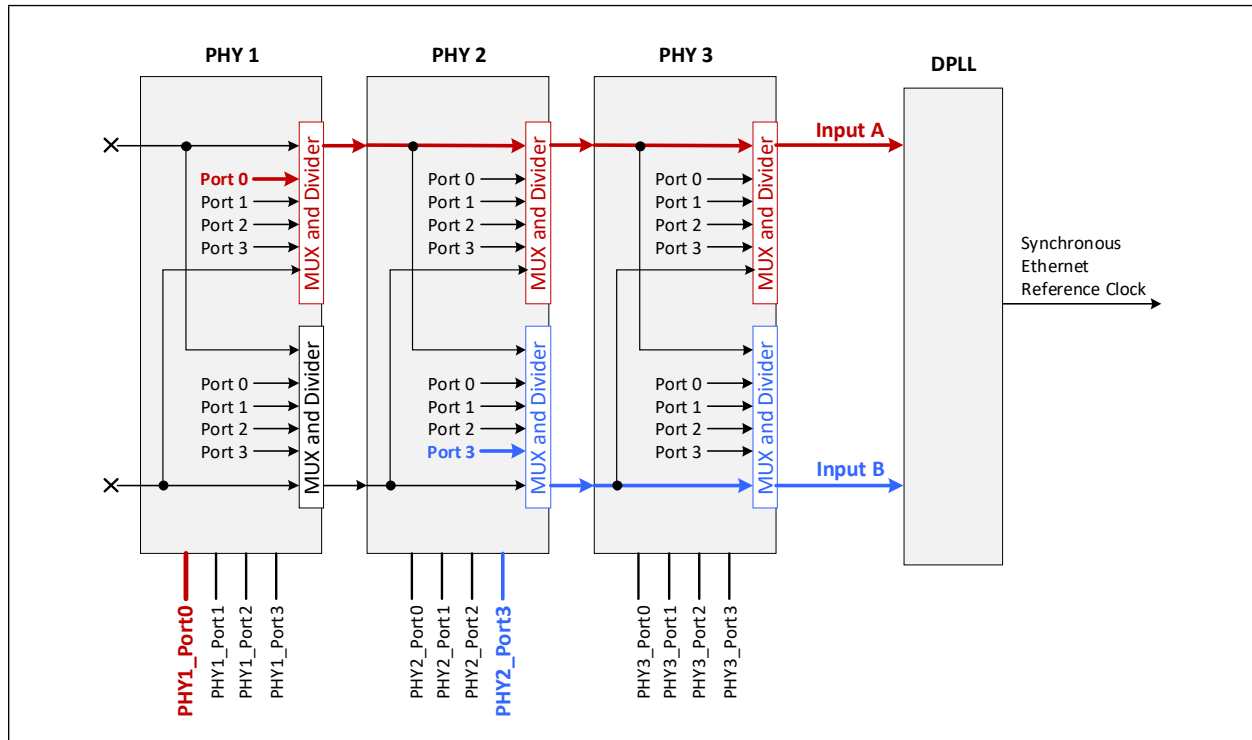 PHY 1
PHY 2
PHY 3
DPLL
MUX and Divider
Port 0
Port 1
Port 2
Port 3
MUX and Divider
Port 0
Port 1
Port 2
Port 3
MUX and Divider
Port 0
Port 1
Port 2
Port 3
Input A
MUX and Divider
Port 0
Port 1
Port 2
Port 3
MUX and Divider
Port 0
Port 1
Port 2
Port 3
MUX and Divider
Port 0
Port 1
Port 2
Port 3
Input B
Synchronous
Ethernet
Reference Clock
PHY1_Port0
PHY1_Port1
PHY1_Port2
PHY1_Port3
PHY2_Port0
PHY2_Port1
PHY2_Port2
PHY2_Port3
PHY3_Port0
PHY3_Port1
PHY3_Port2
PHY3_Port3